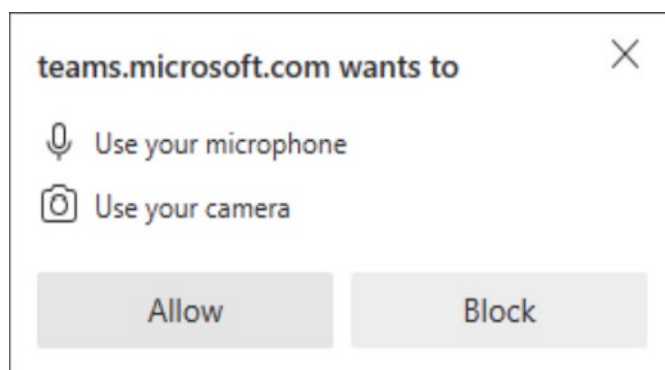 teams.microsoft.com wants to
Use your microphone
Use your camera
Allow
Block